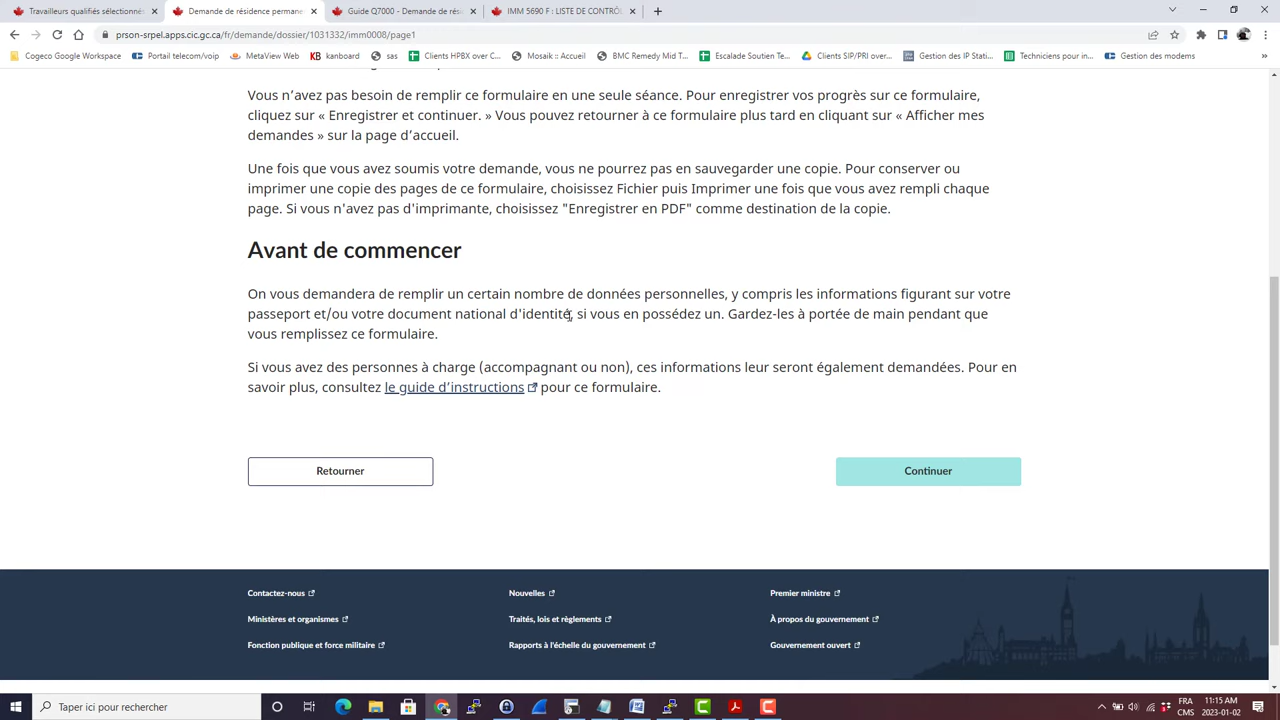 Travailleurs qualifiés sélectionnés
Demande de résidence permanen
Guide Q7000 - Demande de rési
IMM 5690 F : LISTE DE CONTRÔL
prson-srpel.apps.cic.gc.ca/fr/demande/dossier/1031332/imm0008/page1
Cogeco Google Workspace
Portail telecom/voip
MetaView Web
KB kanboard
sas
Clients HPBX over C...
Mosaik :: Accueil
BMC Remedy Mid T...
Escalade Soutien Te...
Clients SIP/PRI over...
Gestion des IP Stati...
Techniciens pour in...
Gestion des modems
»
Vous n’avez pas besoin de remplir ce formulaire en une seule séance. Pour enregistrer vos progrès sur ce formulaire,
cliquez sur « Enregistrer et continuer. » Vous pouvez retourner à ce formulaire plus tard en cliquant sur « Afficher mes
demandes » sur la page d’accueil.
Une fois que vous avez soumis votre demande, vous ne pourrez pas en sauvegarder une copie. Pour conserver ou
imprimer une copie des pages de ce formulaire, choisissez Fichier puis Imprimer une fois que vous avez rempli chaque
page. Si vous n'avez pas d'imprimante, choisissez "Enregistrer en PDF" comme destination de la copie.
Avant de commencer
On vous demandera de remplir un certain nombre de données personnelles, y compris les informations figurant sur votre
passeport et/ou votre document national d'identité, si vous en possédez un. Gardez-les à portée de main pendant que
vous remplissez ce formulaire.
Si vous avez des personnes à charge (accompagnant ou non), ces informations leur seront également demandées. Pour en
savoir plus, consultez le guide d’instructions pour ce formulaire.
Retourner
Continuer
Contactez-nous
Nouvelles
Premier ministre
Ministères et organismes
Traités, lois et règlements
À propos du gouvernement
Fonction publique et force militaire
Rapports à l'échelle du gouvernement
Gouvernement ouvert
Taper ici pour rechercher
FRA
CMS
11:15 AM
2023-01-02